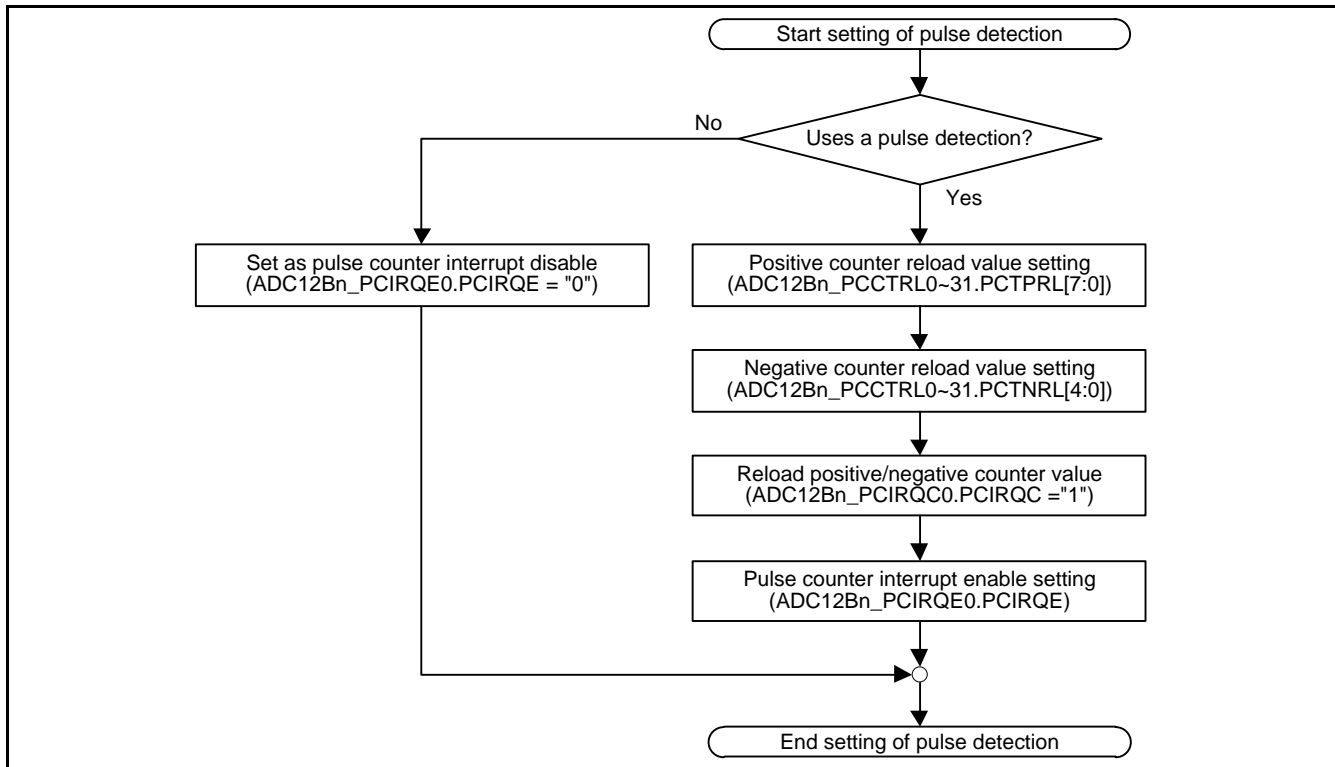 Start setting of pulse detection
Uses a pulse detection?
No
Yes
Set as pulse counter interrupt disable
(ADC12Bn_PCIRQE0.PCIRQE = "0")
Positive counter reload value setting
(ADC12Bn_PCCTRL0~31.PCTPRL[7:0])
Negative counter reload value setting
(ADC12Bn_PCCTRL0~31.PCTNRL[4:0])
Reload positive/negative counter value
(ADC12Bn_PCIRQC0.PCIRQC ="1")
Pulse counter interrupt enable setting
(ADC12Bn_PCIRQE0.PCIRQE)
End setting of pulse detection